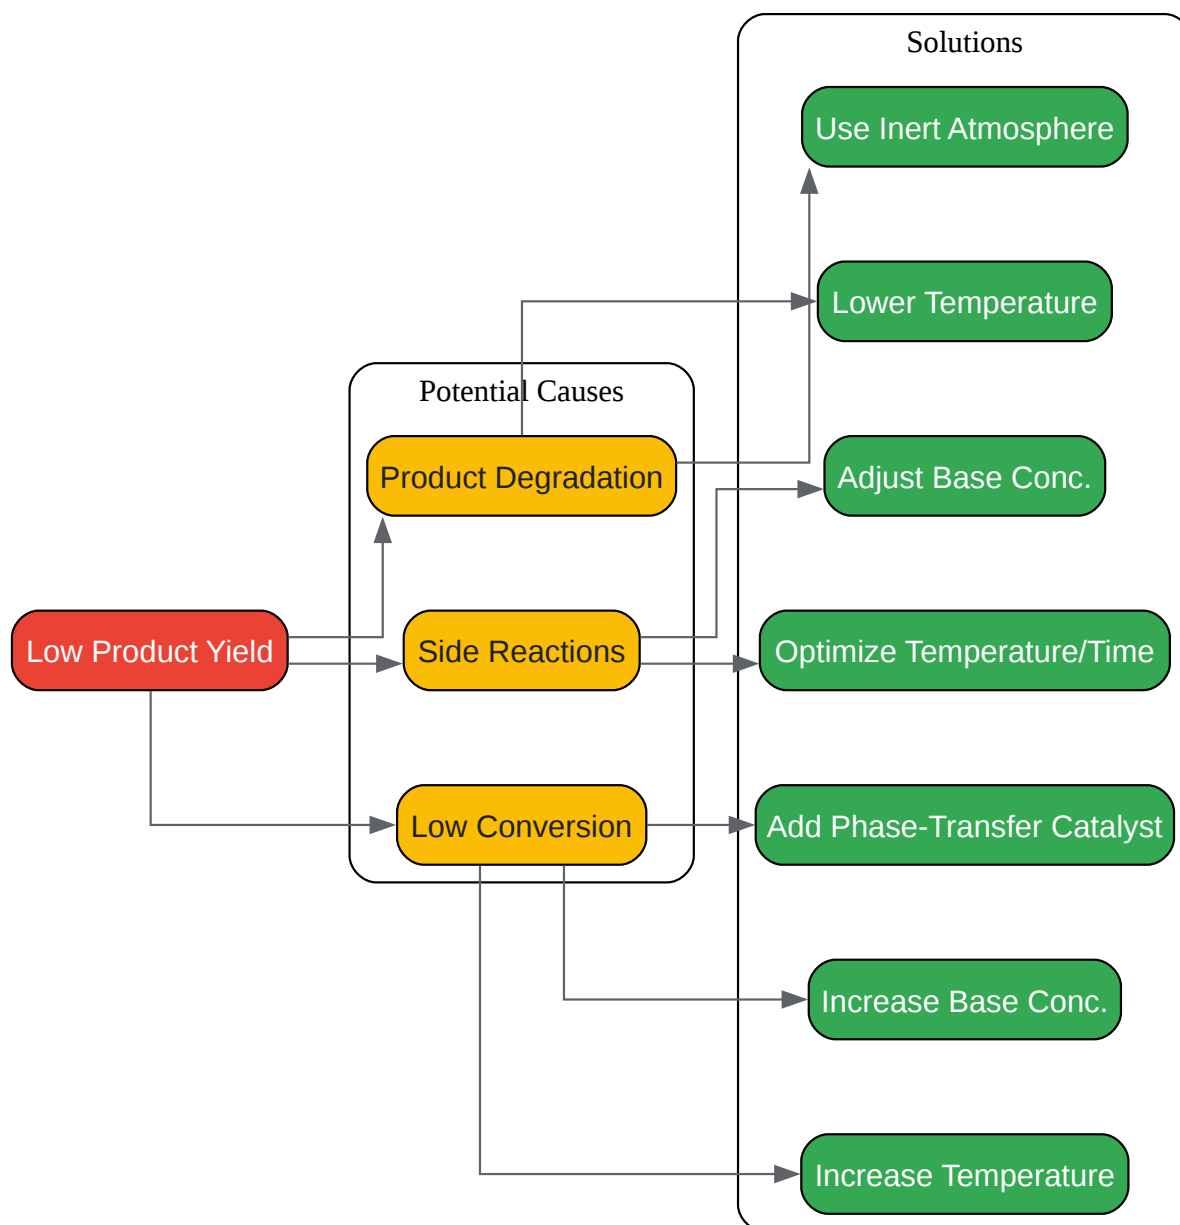 Solutions
Use Inert Atmosphere
Lower Temperature
Potential Causes
Product Degradation
Adjust Base Conc.
Low Product Yield
Side Reactions
Optimize Temperature/Time
Low Conversion
Add Phase-Transfer Catalyst
Increase Base Conc.
Increase Temperature